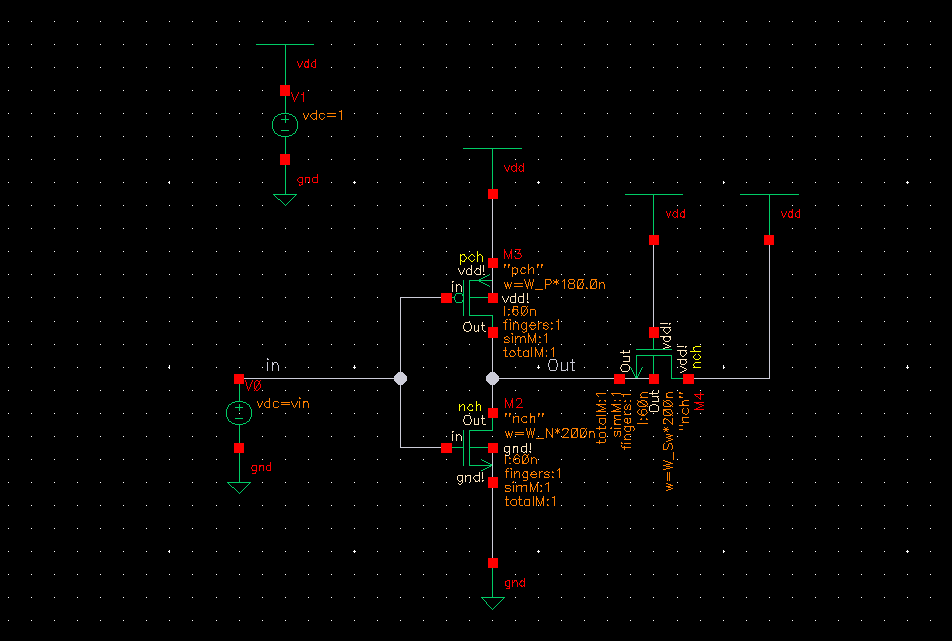 vdd
V1
vdc=1
gnd
vdd
pch
M3
vdd!
"pch"
in
w=W_P*180.0n
vdd!
l:60n
Out
fingers:1
simM:1
totalM:1
in
V0
vdc=vin
gnd
Out
nch
M2
Out
"nch"
in
w=W_N*200n
gnd!
l:60n
gnd!
fingers:1
simM:1
totalM:1
gnd
vdd
vdd
vdd!
Out
vdd!
nch
totalM:1
simM:1
fingers:1
l:60n
Out
w=W_Sw*200n
"nch"
M4